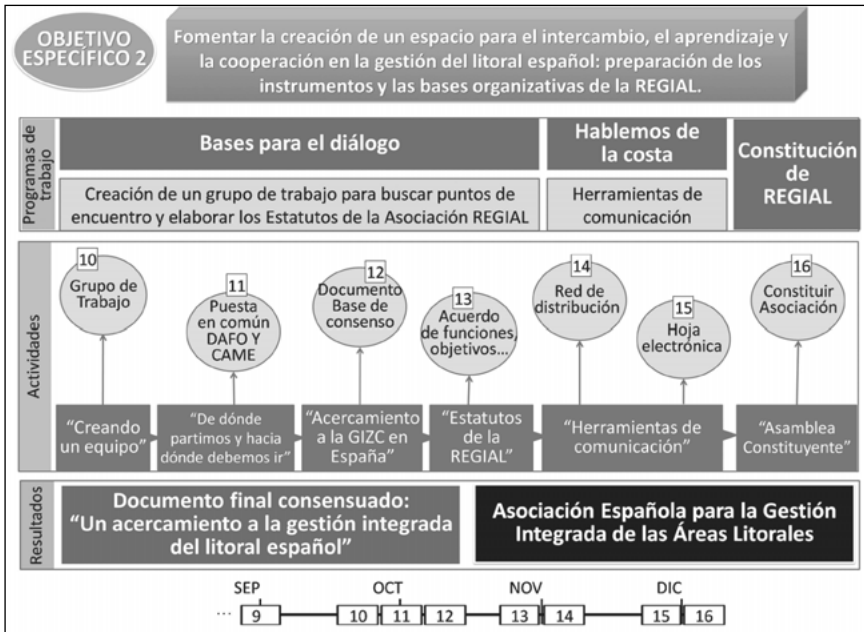 OBJETIVO
ESPECÍFICO 2
Fomentar la creación de un espacio para el intercambio, el aprendizaje y
la cooperación en la gestión del litoral español: preparación de los
instrumentos y las bases organizativas de la REGIAL.
Programas de
trabajo
Bases para el diálogo
Hablemos de
la costa
Constitución
de
REGIAL
Creación de un grupo de trabajo para buscar puntos de
encuentro y elaborar los Estatutos de la Asociación REGIAL
Herramientas de
comunicación
Actividades
10
Grupo de
Trabajo
11
Puesta
en común
DAFO Y
CAME
12
Documento
Base de
consenso
13
Acuerdo
de funciones,
objetivos...
14
Red de
distribución
15
Hoja
electrónica
16
Constituir
Asociación
“Creando
un equipo”
“De dónde
partimos y hacia
dónde debemos ir”
“Acercamiento
a la GIZC en
España”
“Estatutos
de la
REGIAL”
“Herramientas de
comunicación”
“Asamblea
Constituyente”
Resultados
Documento final consensuado:
“Un acercamiento a la gestión integrada
del litoral español”
Asociación Española para la Gestión
Integrada de las Áreas Litorales
SEP OCT NOV DIC
... 9 10 11 12 13 14 15 16